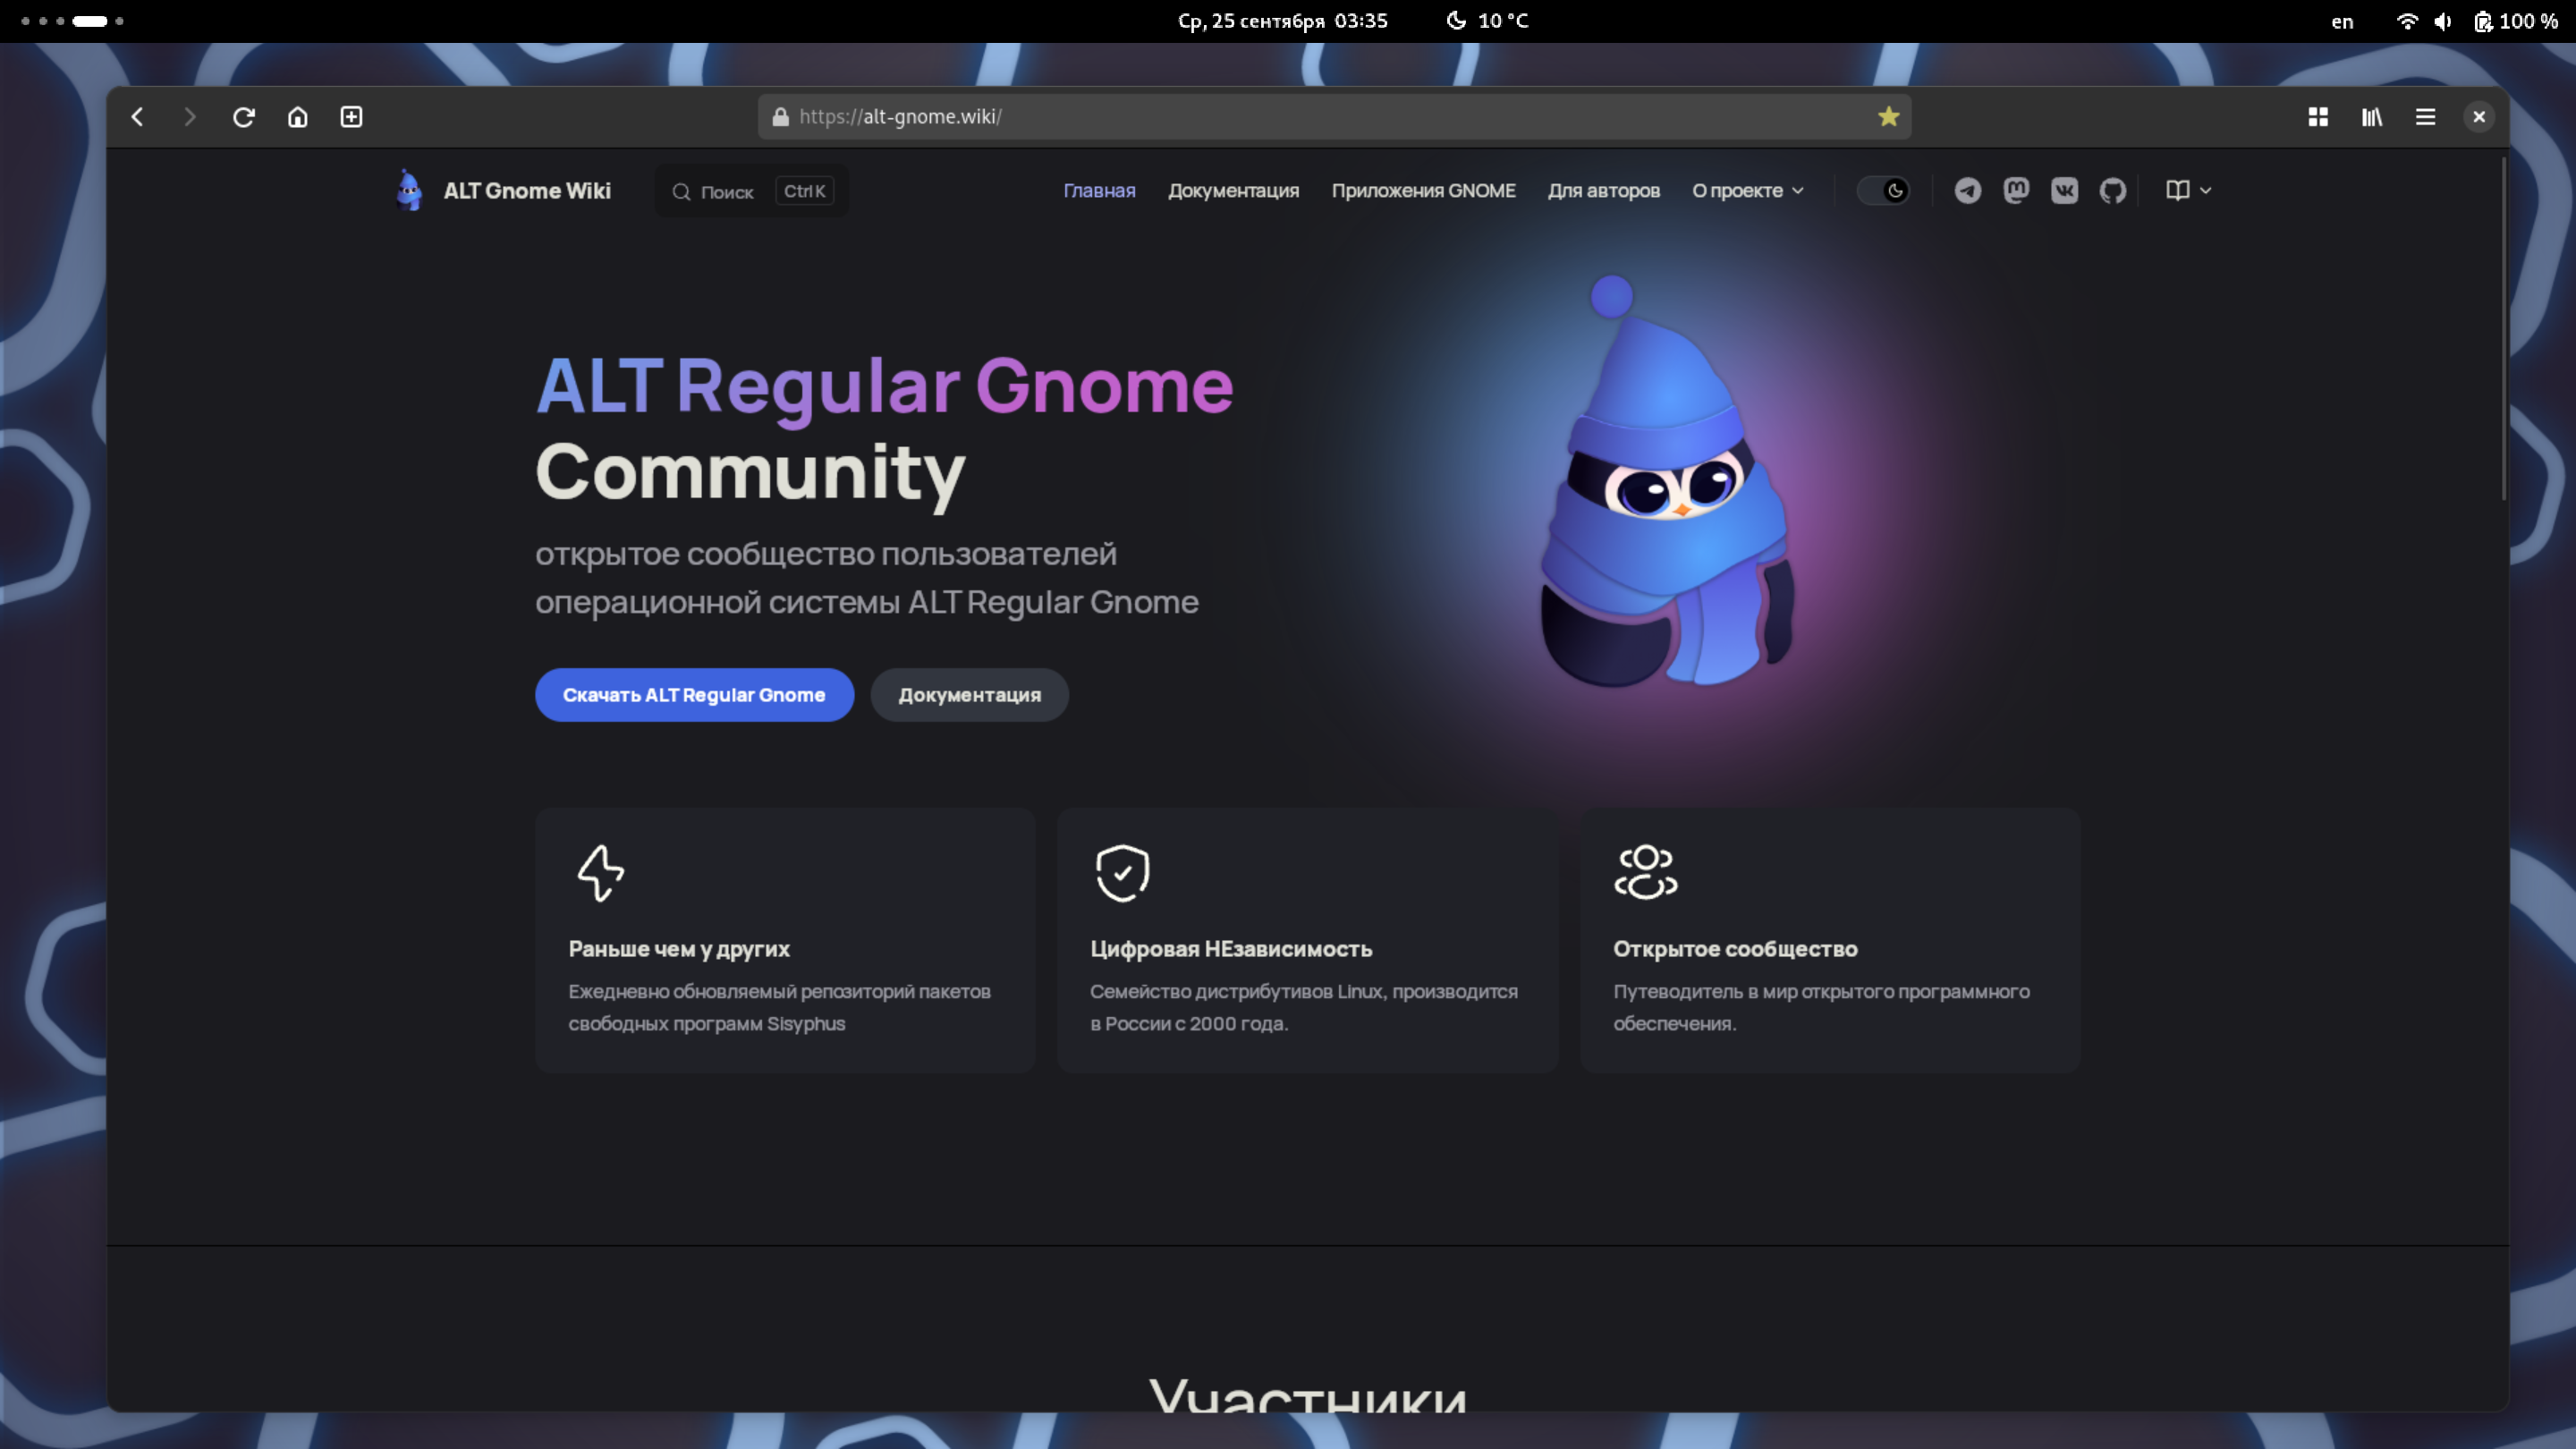 Ср, 25 сентября 03:35
10 °C
en
100 %
https://alt-gnome.wiki/
ALT Gnome Wiki
Поиск
Ctrl K
Главная
Документация
Приложения GNOME
Для авторов
О проекте
ALT Regular Gnome
Community
открытое сообщество пользователей
операционной системы ALT Regular Gnome
Скачать ALT Regular Gnome
Документация
Раньше чем у других
Ежедневно обновляемый репозиторий пакетов
свободных программ Sisyphus
Цифровая НЕзависимость
Семейство дистрибутивов Linux, производится
в России с 2000 года.
Открытое сообщество
Путеводитель в мир открытого программного
обеспечения.
Участники